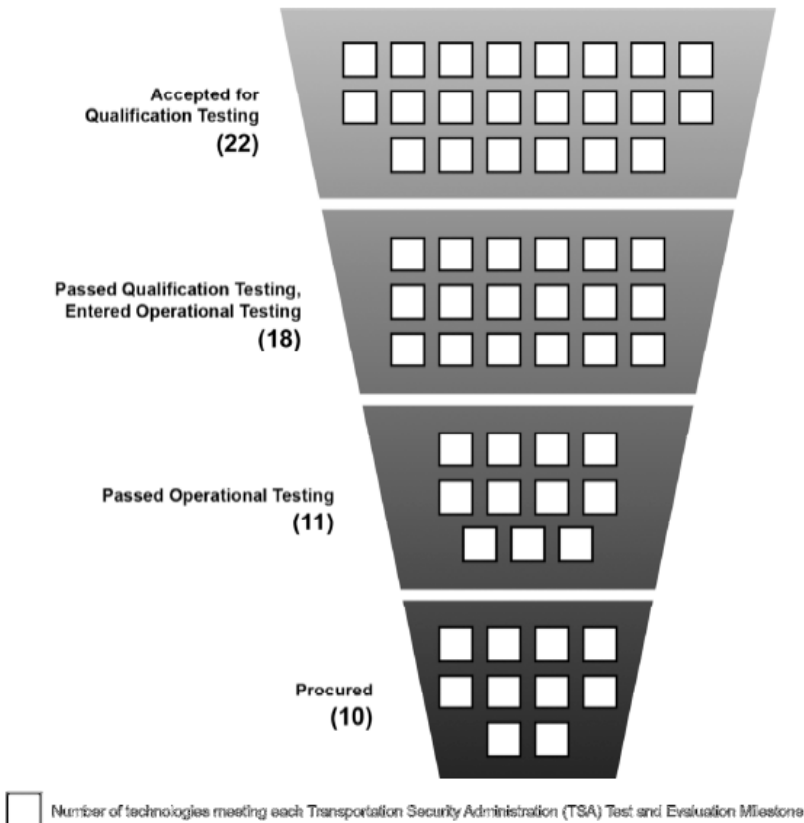 Accepted for
Qualification Testing
(22)
Passed Qualification Testing,
Entered Operational Testing
(18)
Passed Operational Testing
(11)
Procured
(10)
Number of technologies meeting each Transportation Security Administration (TSA) Test and Evaluation Milestone